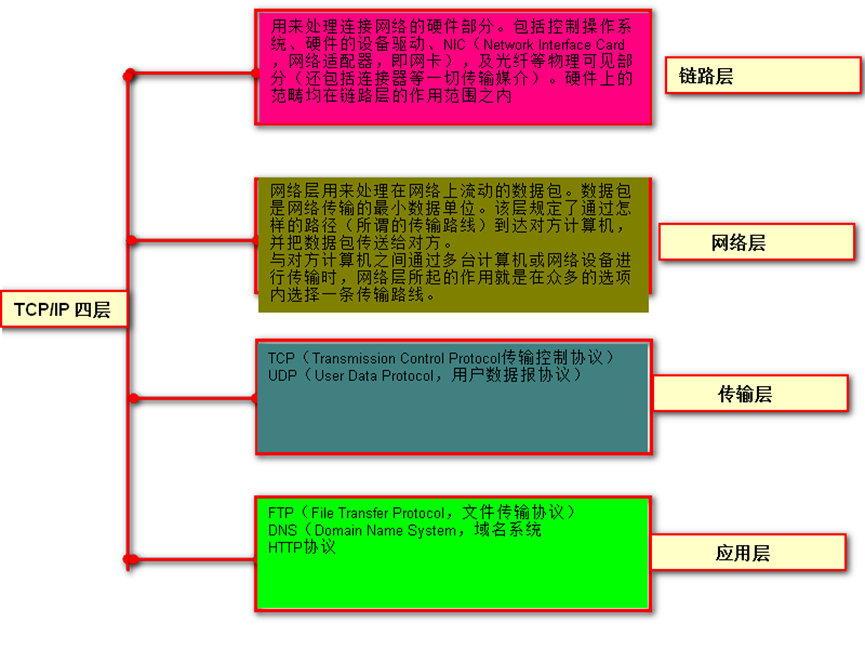 用来处理连接网络的硬件部分。包括控制操作系
统、硬件的设备驱动、NIC（Network Interface Card
，网络适配器，即网卡），及光纤等物理可见部
分（还包括连接器等一切传输媒介）。硬件上的
范畴均在链路层的作用范围之内
链路层
网络层用来处理在网络上流动的数据包。数据包
是网络传输的最小数据单位。该层规定了通过怎
样的路径（所谓的传输路线）到达对方计算机，
并把数据包传送给对方。
与对方计算机之间通过多台计算机或网络设备进
行传输时，网络层所起的作用就是在众多的选项
内选择一条传输路线。
网络层
TCP/IP 四层
TCP（Transmission Control Protocol传输控制协议）
UDP（User Data Protocol，用户数据报协议）
传输层
FTP（File Transfer Protocol，文件传输协议）
DNS（Domain Name System，域名系统
HTTP协议
应用层